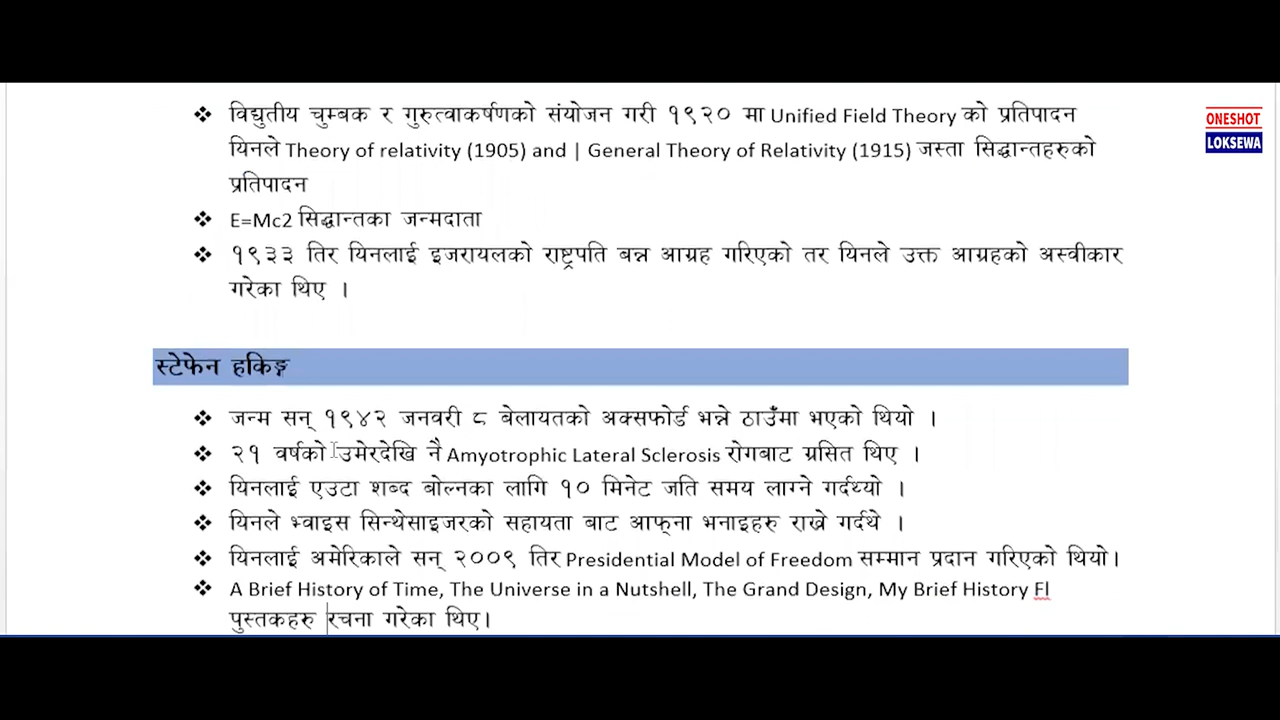 ❖ विद्युतीय चुम्बक र गुरुत्वाकर्षणको संयोजन गरी १९२० मा Unified Field Theory को प्रतिपादन
यिनले Theory of relativity (1905) and | General Theory of Relativity (1915) जस्ता सिद्धान्तहरुको
प्रतिपादन
❖ E=Mc2 सिद्धान्तका जन्मदाता
❖ १९३३ तिर यिनलाई इजरायलको राष्ट्रपति बन्न आग्रह गरिएको तर यिनले उक्त आग्रहको अस्वीकार
गरेका थिए ।
ONESHOT
LOKSEWA
स्टेफेन हकिङ्ग
❖ जन्म सन् १९४२ जनवरी ८ बेलायतको अक्सफोर्ड भन्ने ठाउँमा भएको थियो ।
❖ २१ वर्षको उमेरदेखि नै Amyotrophic Lateral Sclerosis रोगबाट ग्रसित थिए ।
❖ यिनलाई एउटा शब्द बोल्नका लागि १० मिनेट जति समय लाग्ने गर्दथ्यो ।
❖ यिनले भ्वाइस सिन्थेसाइजरको सहायता बाट आफ्ना भनाइहरु राख्ने गर्दथे ।
❖ यिनलाई अमेरिकाले सन् २००९ तिर Presidential Model of Freedom सम्मान प्रदान गरिएको थियो।
❖ A Brief History of Time, The Universe in a Nutshell, The Grand Design, My Brief History Fl
पुस्तकहरु रचना गरेका थिए।